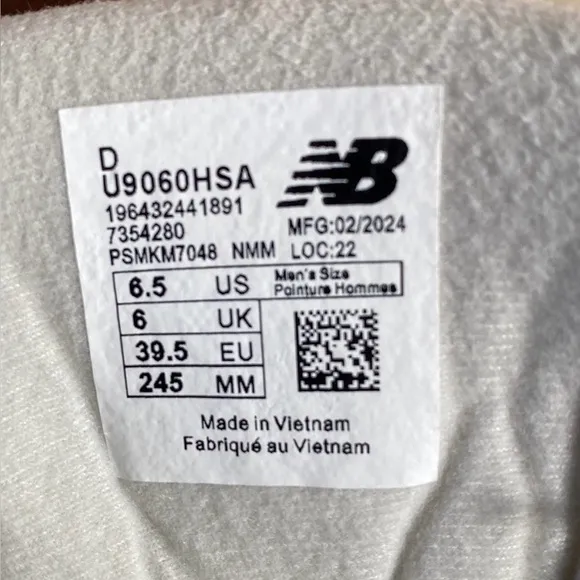 D
U9060HSA
NB
196432441891
7354280
MFG:02/2024
PSMKM7048 NMM LOC:22
6.5 US
Men's Size
Pointure Hommes
6 UK
39.5 EU
245 MM
Made in Vietnam
Fabriqué au Vietnam